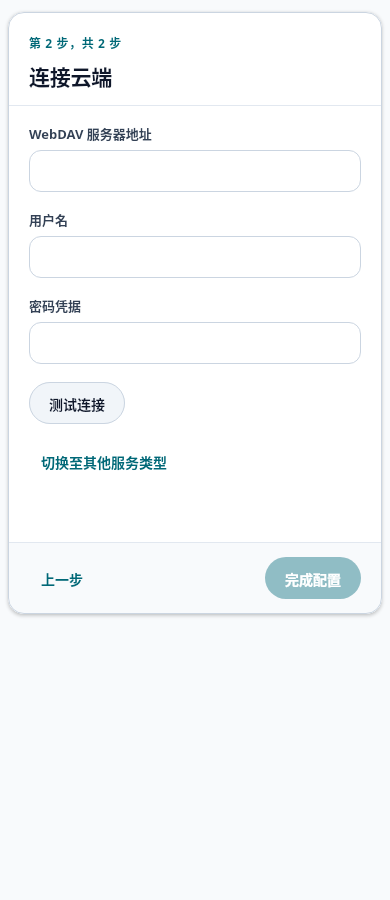 第 2 步，共 2 步
连接云端
WebDAV 服务器地址
用户名
密码凭据
测试连接
切换至其他服务类型
上一步
完成配置